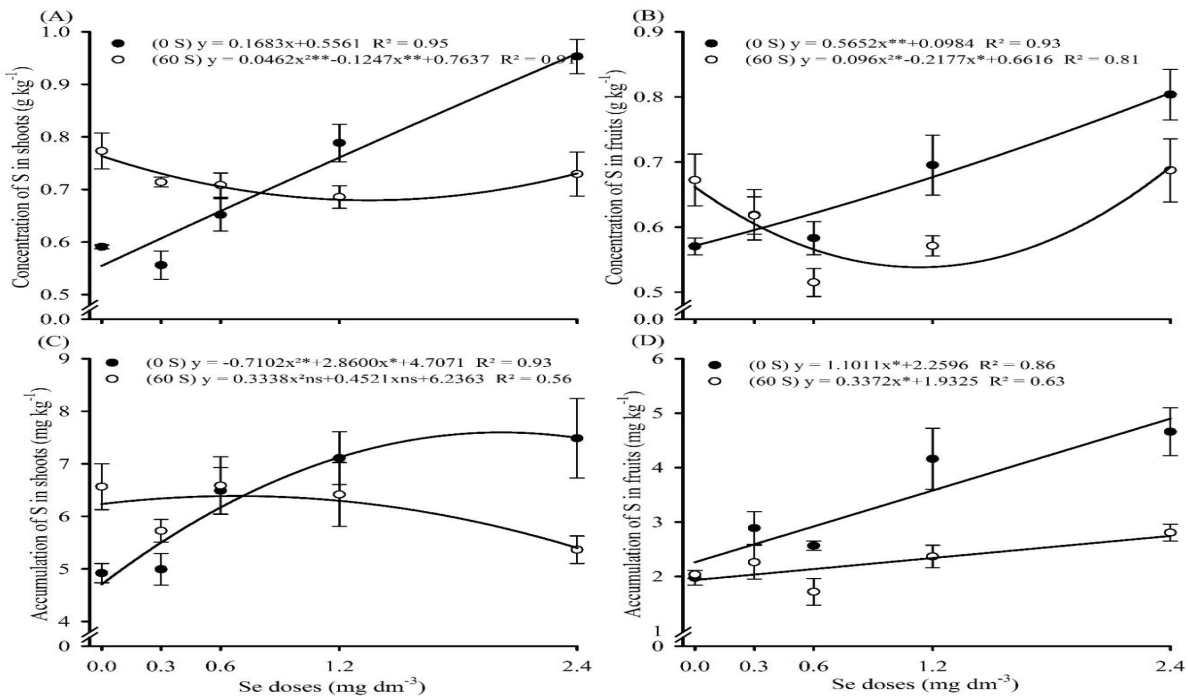 (A)
(0 S) y = 0.1683x+0.5561 R² = 0.95
(60 S) y = 0.0462x²**-0.1247x**+0.7637 R² = 0.91
Concentration of S in shoots (g kg⁻¹)
1.0
0.9
0.8
0.7
0.6
0.5
0.0
(B)
(0 S) y = 0.5652x**+0.0984 R² = 0.93
(60 S) y = 0.096x²*-0.2177x*+0.6616 R² = 0.81
Concentration of S in fruits (g kg⁻¹)
0.9
0.8
0.7
0.6
0.5
0.0
(C)
(0 S) y = -0.7102x²*+2.8600x*+4.7071 R² = 0.93
(60 S) y = 0.3338x²ns+0.4521xns+6.2363 R² = 0.56
Accumulation of S in shoots (mg kg⁻¹)
9
8
7
6
5
4
0
0.0 0.3 0.6 1.2 2.4
Se doses (mg dm⁻³)
(D)
(0 S) y = 1.1011x*+2.2596 R² = 0.86
(60 S) y = 0.3372x*+1.9325 R² = 0.63
Accumulation of S in fruits (mg kg⁻¹)
6
5
4
3
2
1
0
0.0 0.3 0.6 1.2 2.4
Se doses (mg dm⁻³)